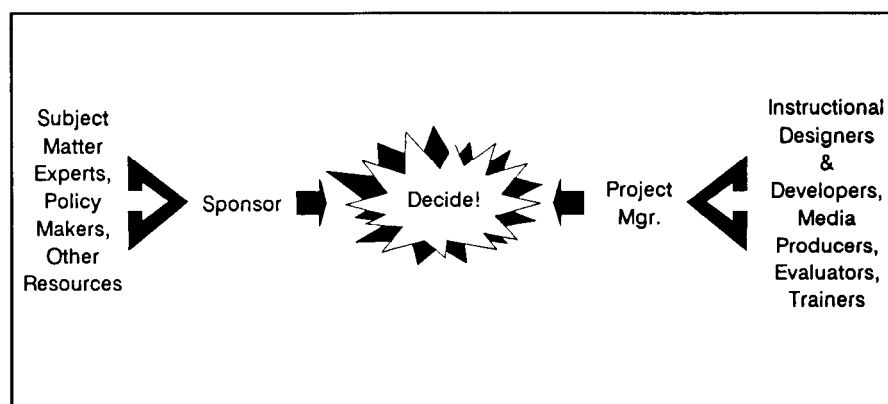 Subject
Matter
Experts,
Policy
Makers,
Other
Resources
Sponsor
Decide!
Project
Mgr.
Instructional
Designers
&
Developers,
Media
Producers,
Evaluators,
Trainers